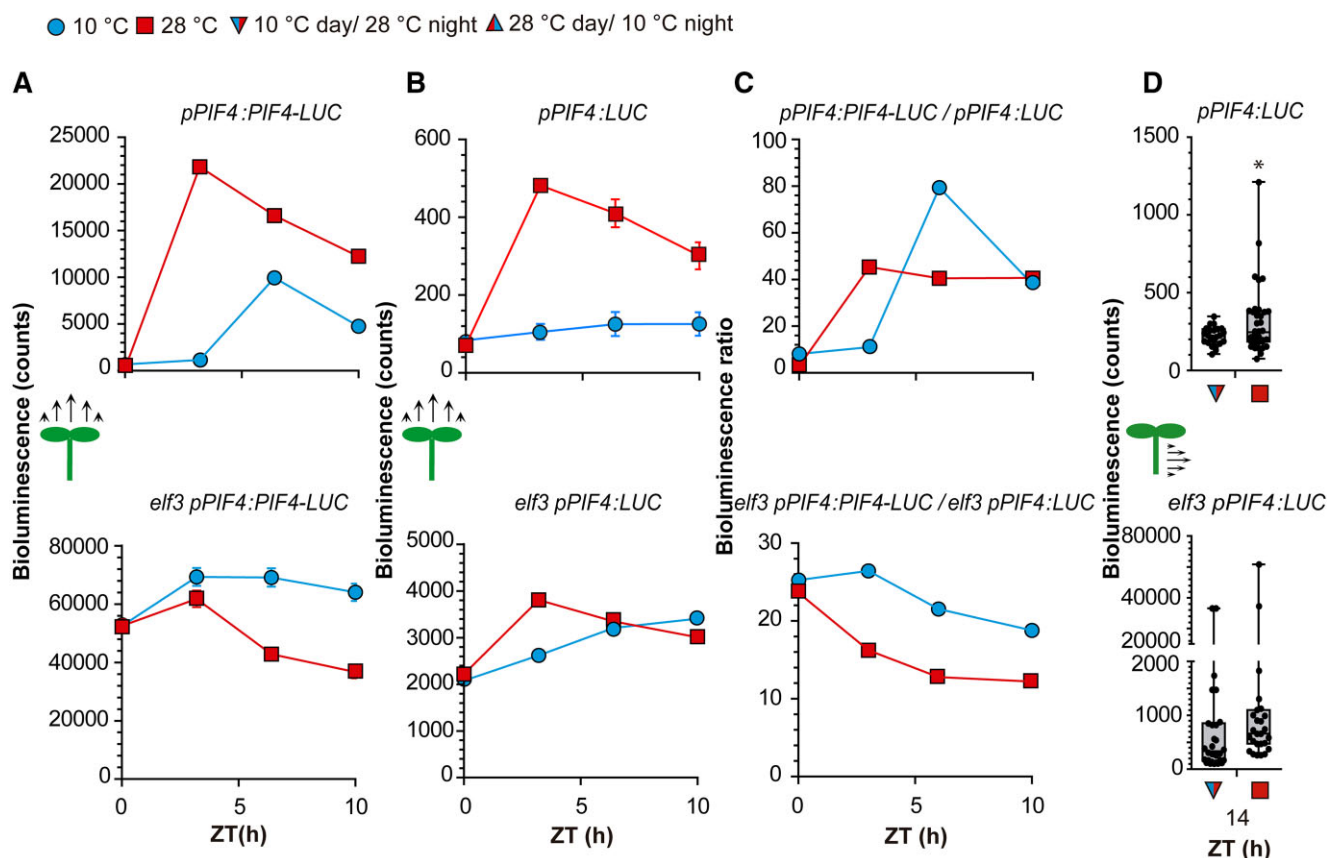 10 °C 28 °C 10 °C day/ 28 °C night 28 °C day/ 10 °C night
A
pPIF4:PIF4-LUC
25000
20000
15000
10000
5000
0
B
pPIF4:LUC
600
400
200
0
C
pPIF4:PIF4-LUC / pPIF4:LUC
100
80
60
40
20
0
D
pPIF4:LUC
1500
1000
500
0
*
Bioluminescence (counts)
Bioluminescence (counts)
Bioluminescence ratio
Bioluminescence (counts)
elf3 pPIF4:PIF4-LUC
80000
60000
40000
20000
0
0 5 10
ZT(h)
elf3 pPIF4:LUC
5000
4000
3000
2000
1000
0
0 5 10
ZT (h)
elf3 pPIF4:PIF4-LUC / elf3 pPIF4:LUC
30
20
10
0
0 5 10
ZT (h)
elf3 pPIF4:LUC
80000
40000
20000
2000
1000
0
14
ZT (h)